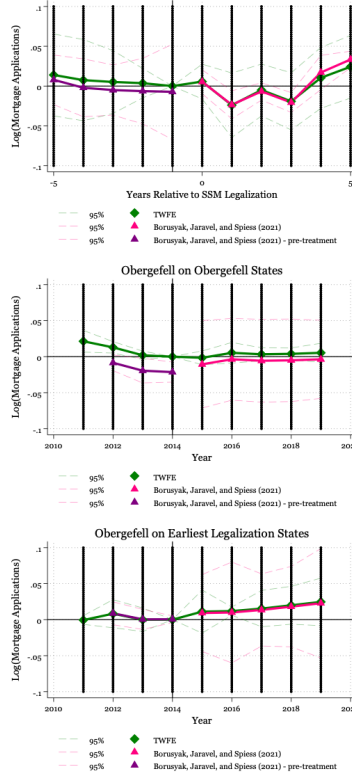 .1
.05
0
-.05
-.1
Log(Mortgage Applications)
-5
0
5
Years Relative to SSM Legalization
95% TWFE
95% Borusyak, Jaravel, and Spiess (2021)
95% Borusyak, Jaravel, and Spiess (2021) - pre-treatment
Obergefell on Obergefell States
.1
.05
0
-.05
-.1
Log(Mortgage Applications)
2010 2012 2014 2016 2018
Year
95% TWFE
95% Borusyak, Jaravel, and Spiess (2021)
95% Borusyak, Jaravel, and Spiess (2021) - pre-treatment
Obergefell on Earliest Legalization States
.1
.05
0
-.05
-.1
Log(Mortgage Applications)
2010 2012 2014 2016 2018
Year
95% TWFE
95% Borusyak, Jaravel, and Spiess (2021)
95% Borusyak, Jaravel, and Spiess (2021) - pre-treatment